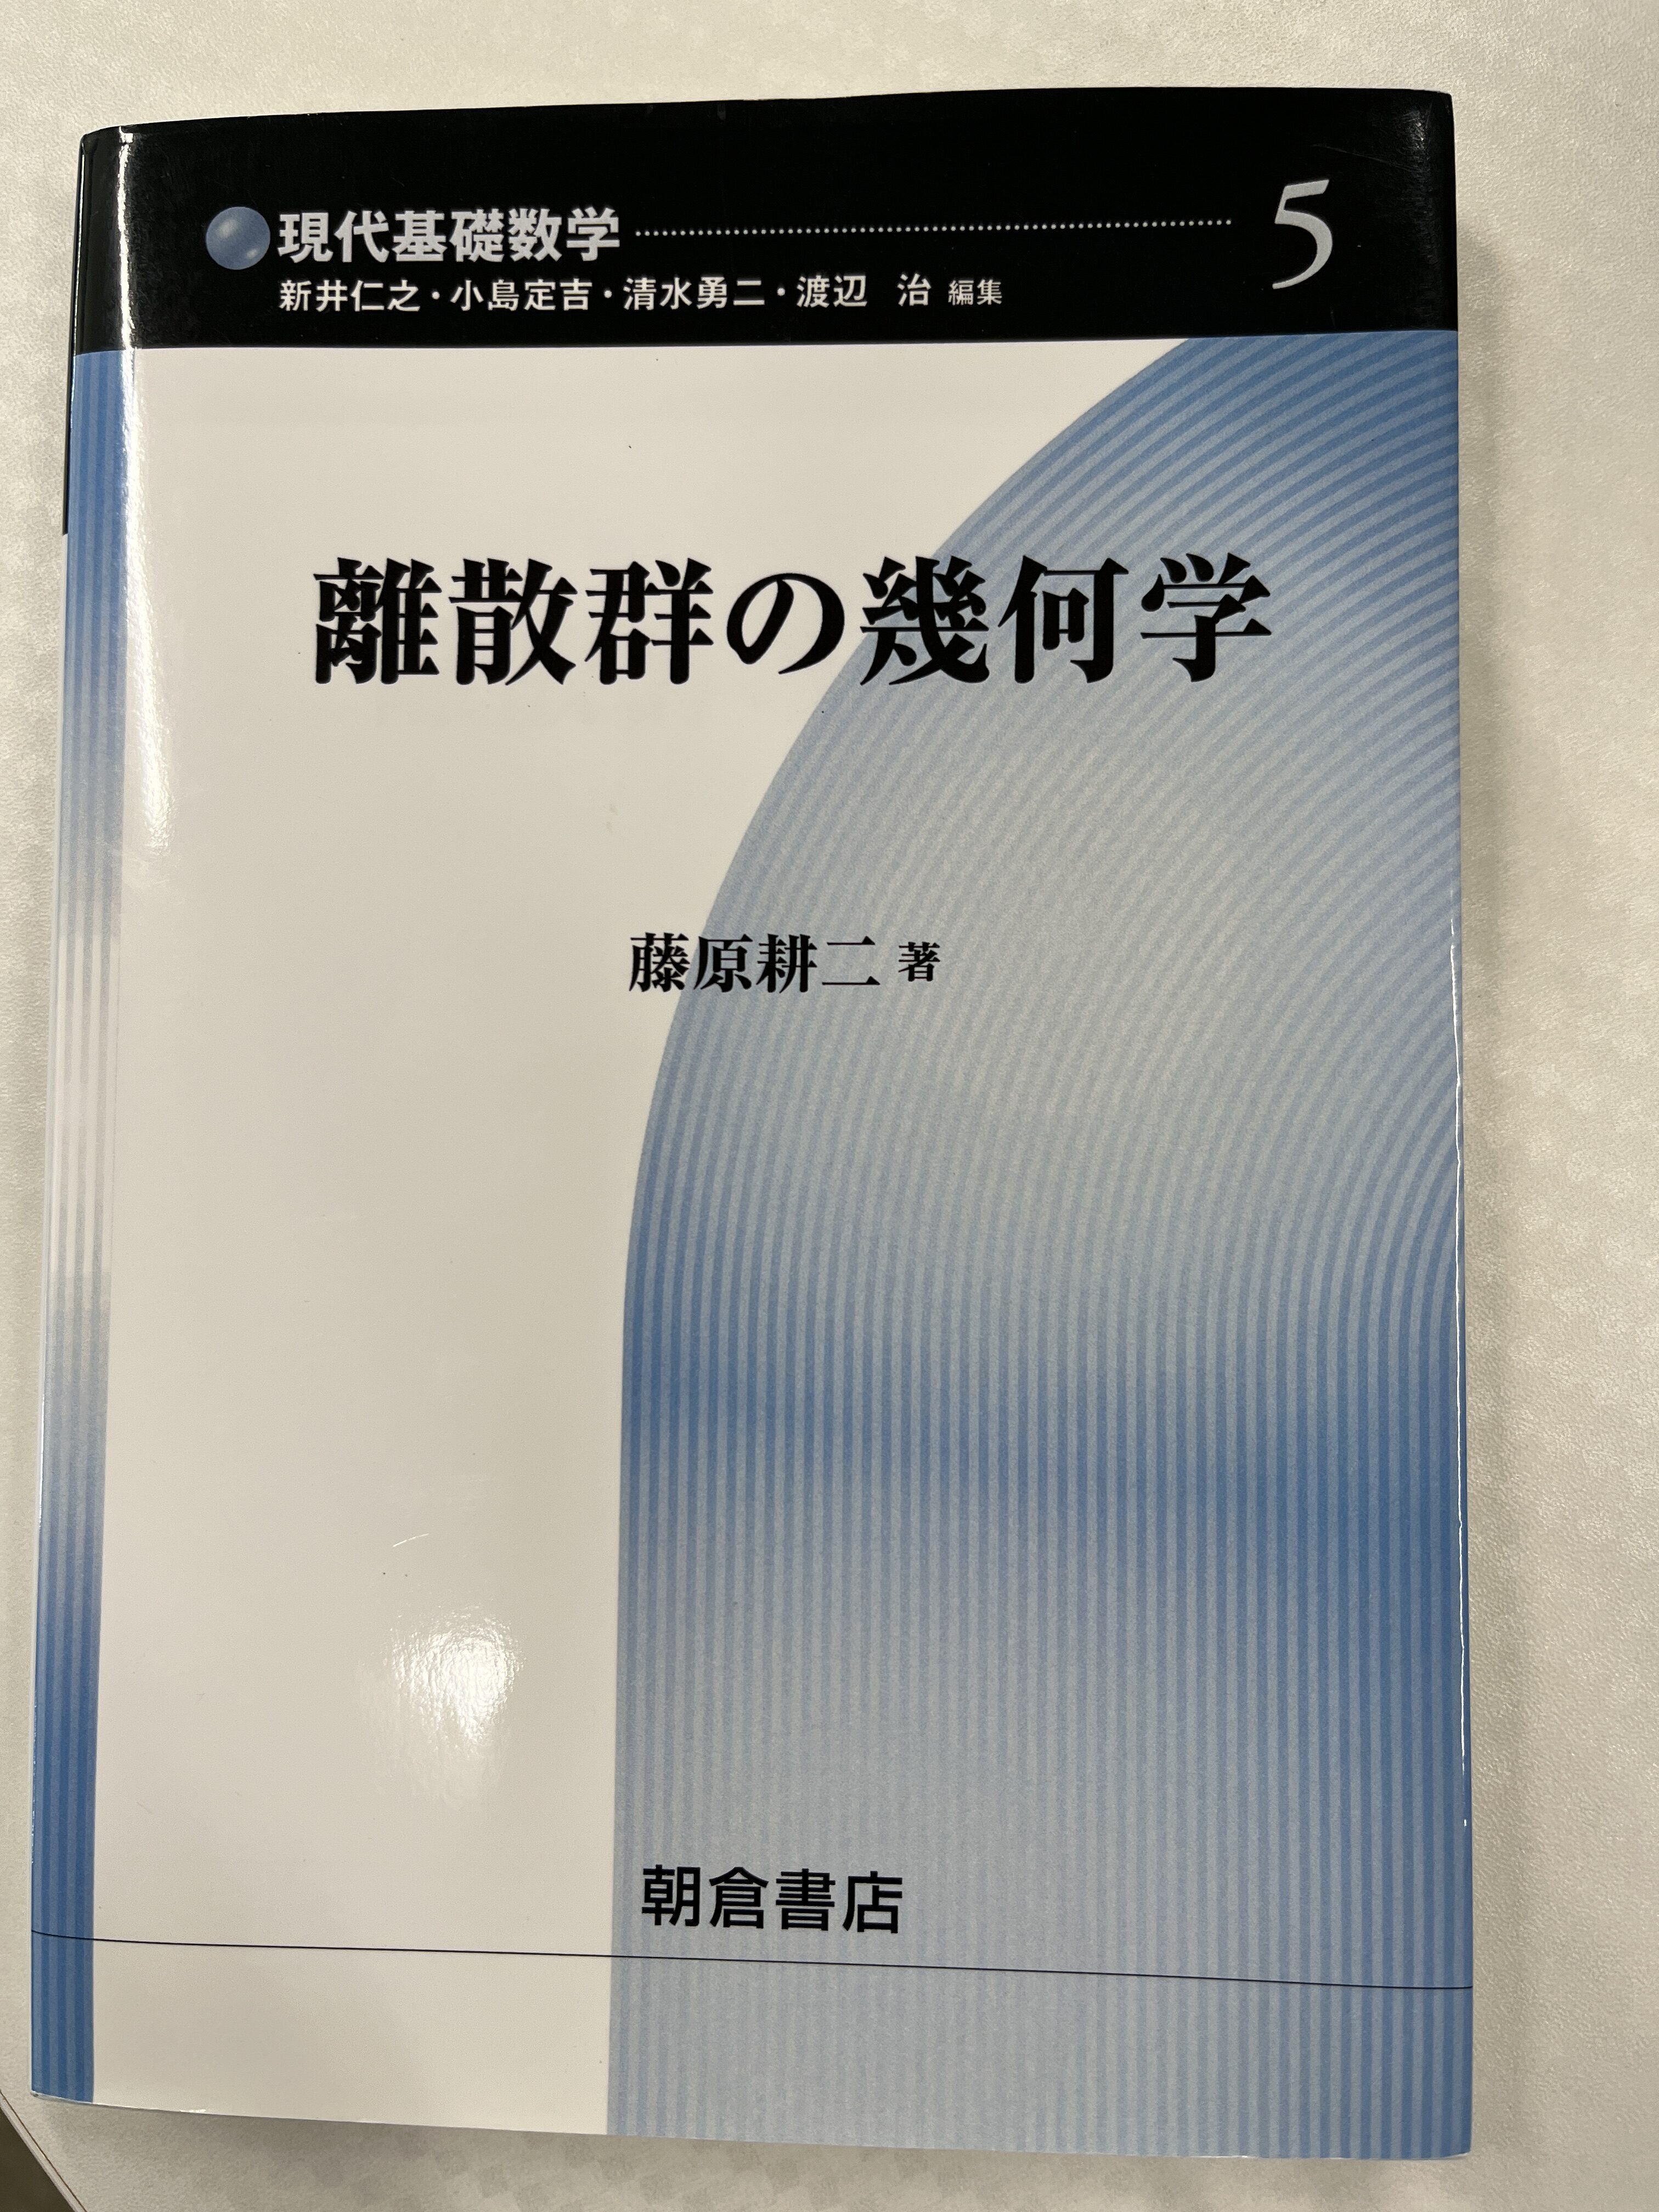 現代基礎数学 5
新井仁之・小島定吉・清水勇二・渡辺 治 編集
離散群の幾何学
藤原耕二 著
朝倉書店